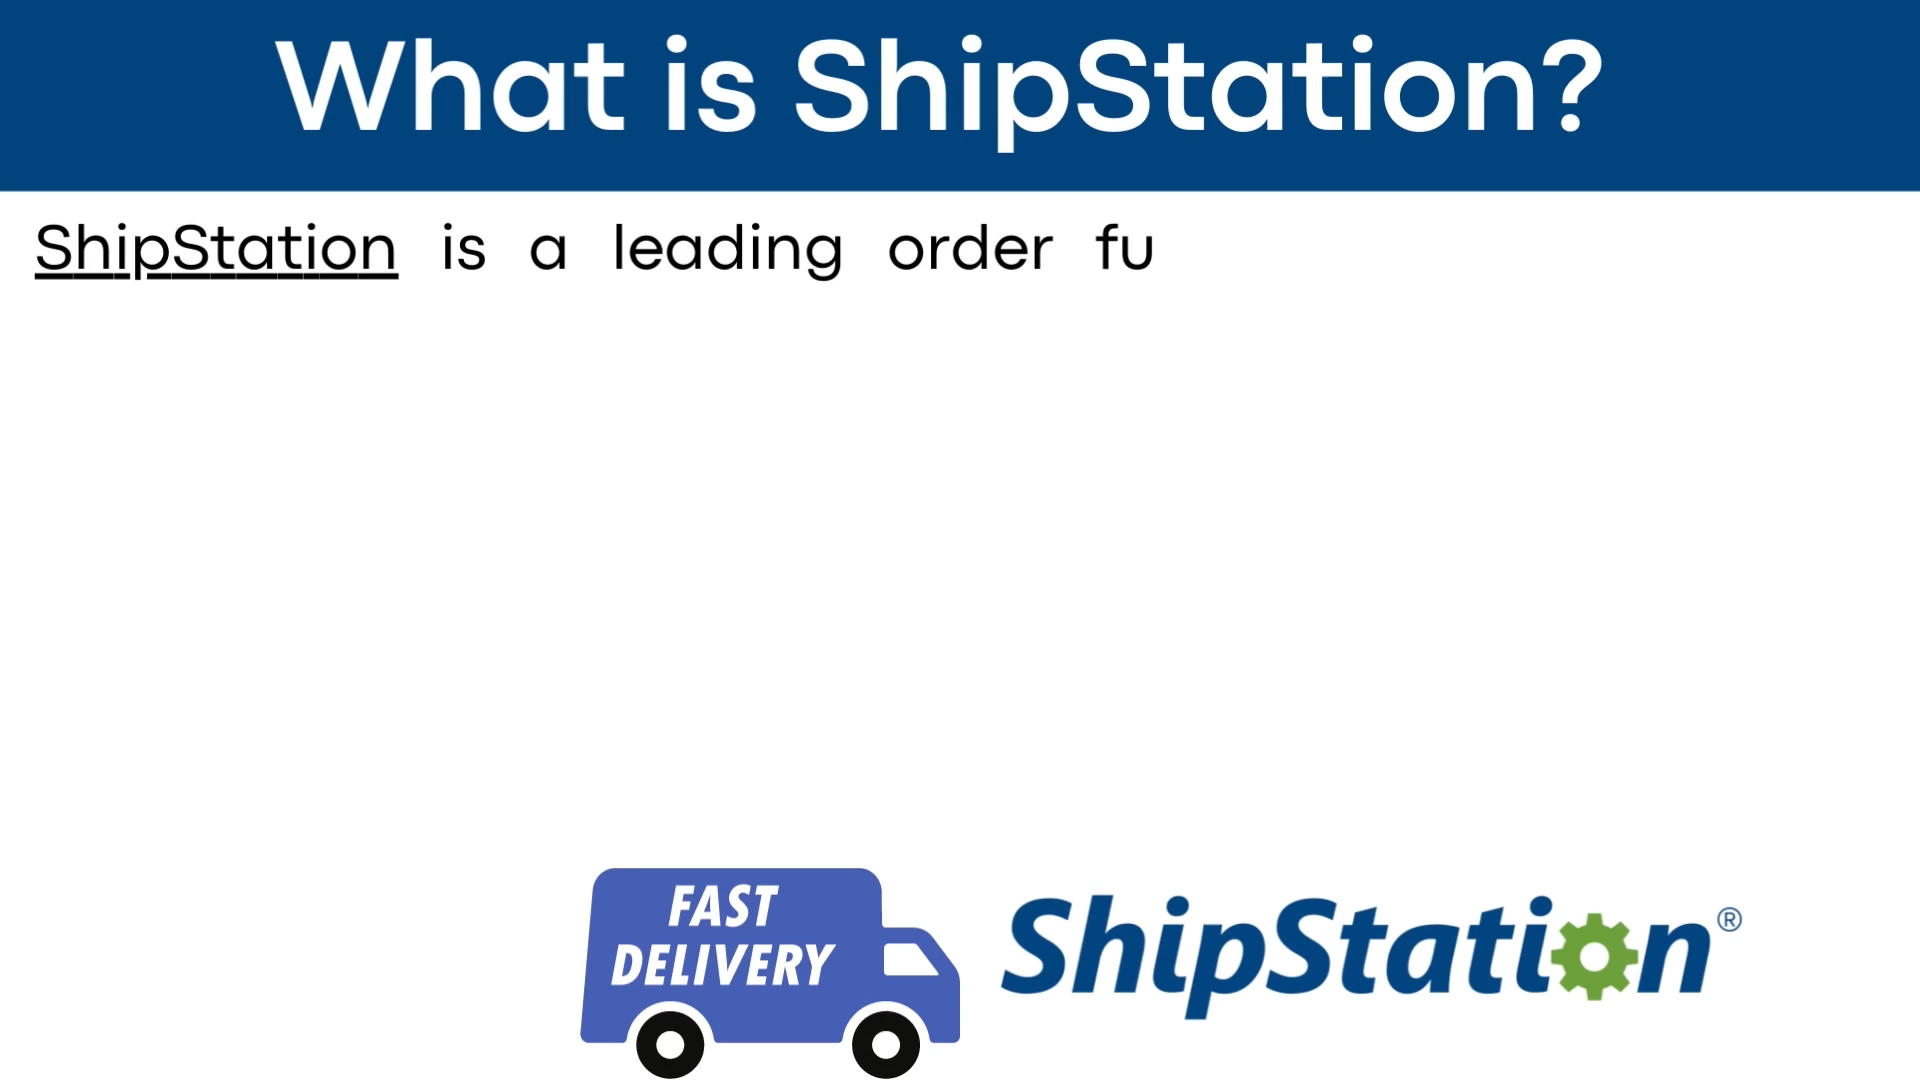 What is ShipStation?
ShipStation is a leading order fu
FAST
DELIVERY
ShipStation®